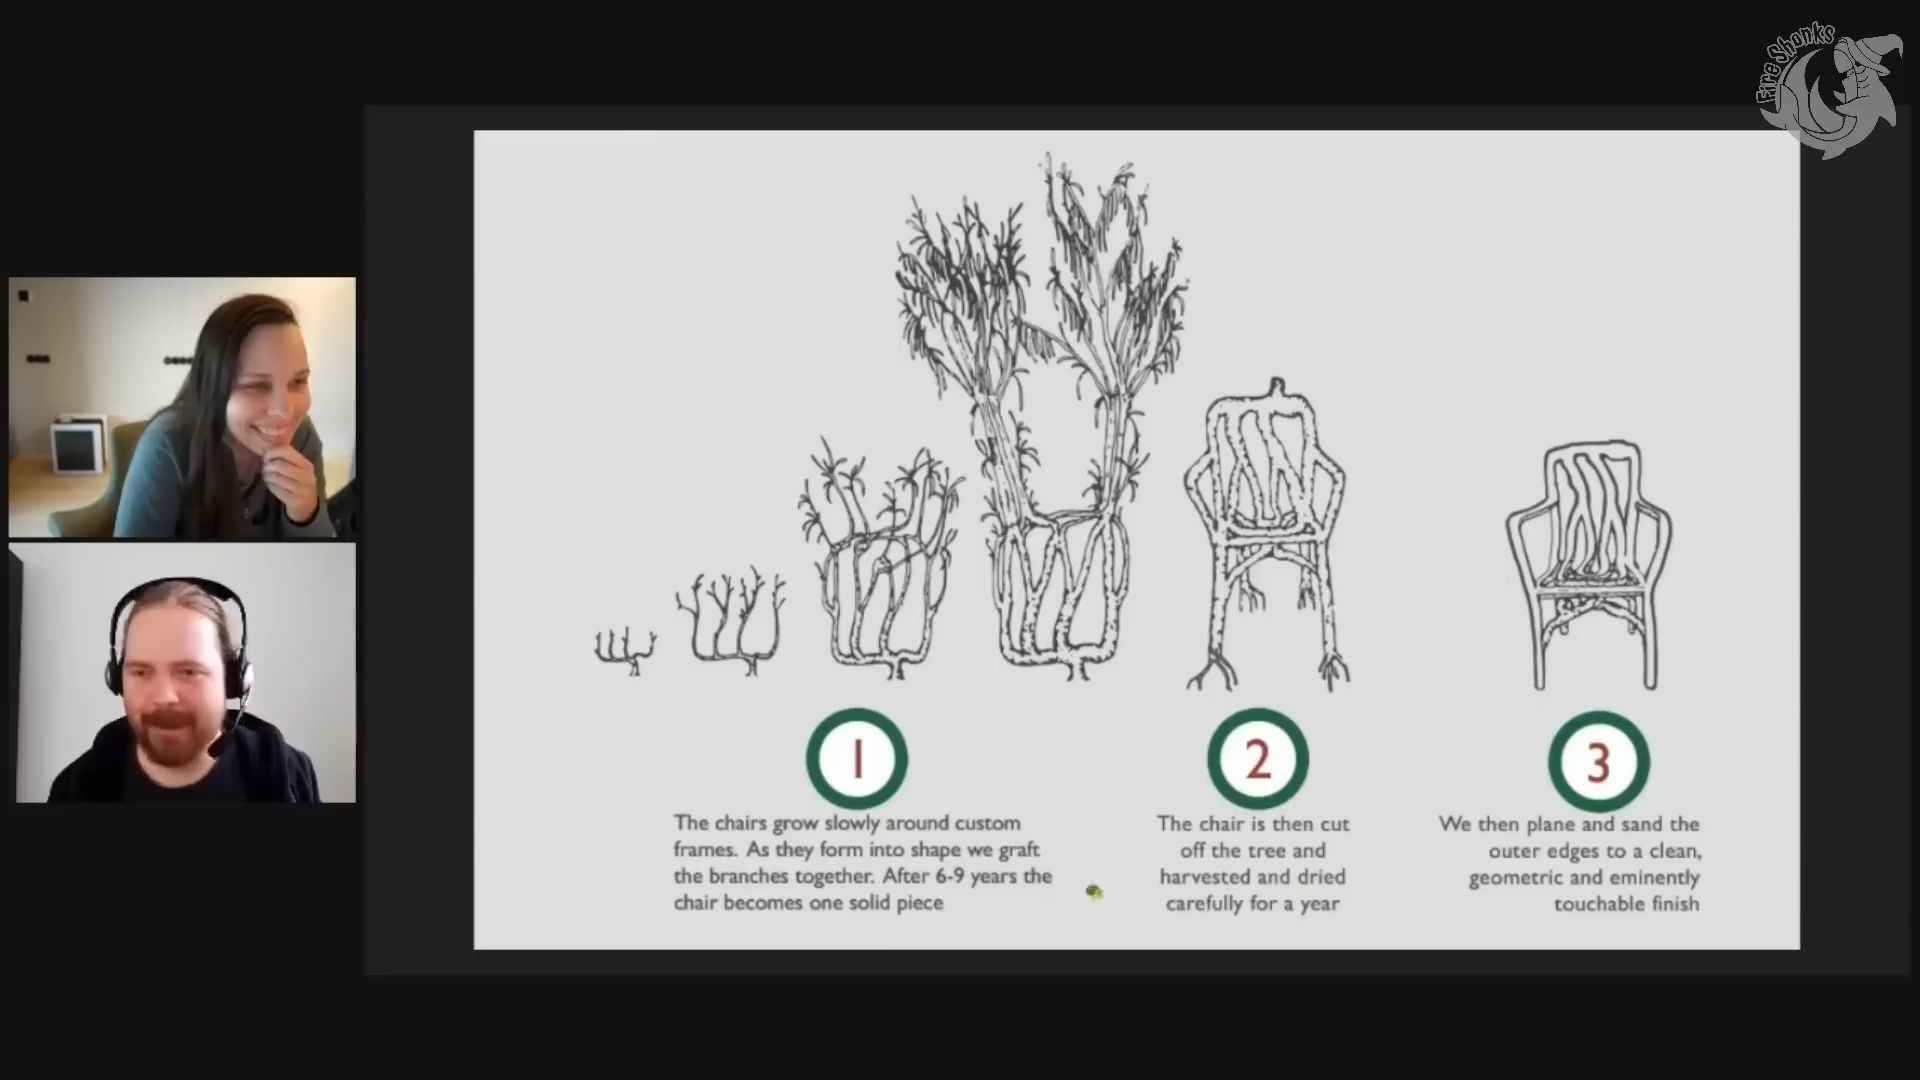 Fire Shonks
1
The chairs grow slowly around custom
frames. As they form into shape we graft
the branches together. After 6-9 years the
chair becomes one solid piece
2
The chair is then cut
off the tree and
harvested and dried
carefully for a year
3
We then plane and sand the
outer edges to a clean,
geometric and eminently
touchable finish